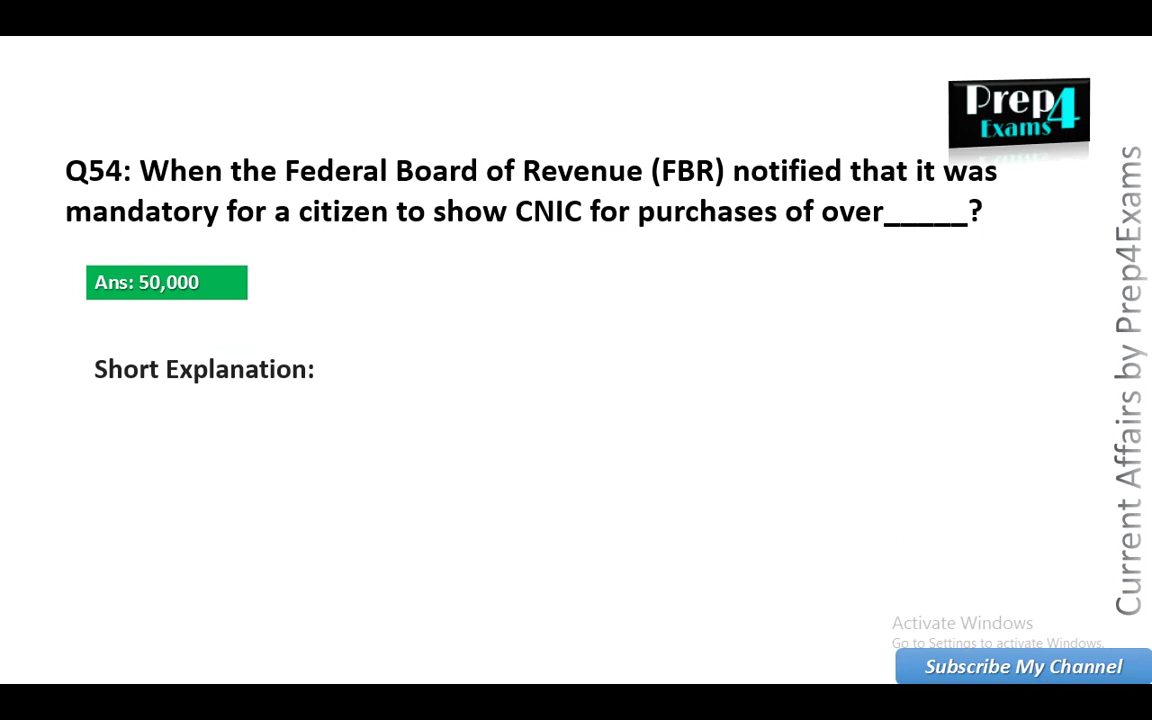 Prep4
Exams
Q54: When the Federal Board of Revenue (FBR) notified that it was
mandatory for a citizen to show CNIC for purchases of over_____?
Ans: 50,000
Short Explanation:
Current Affairs by Prep4Exams
Activate Windows
Go to Settings to activate Windows.
Subscribe My Channel